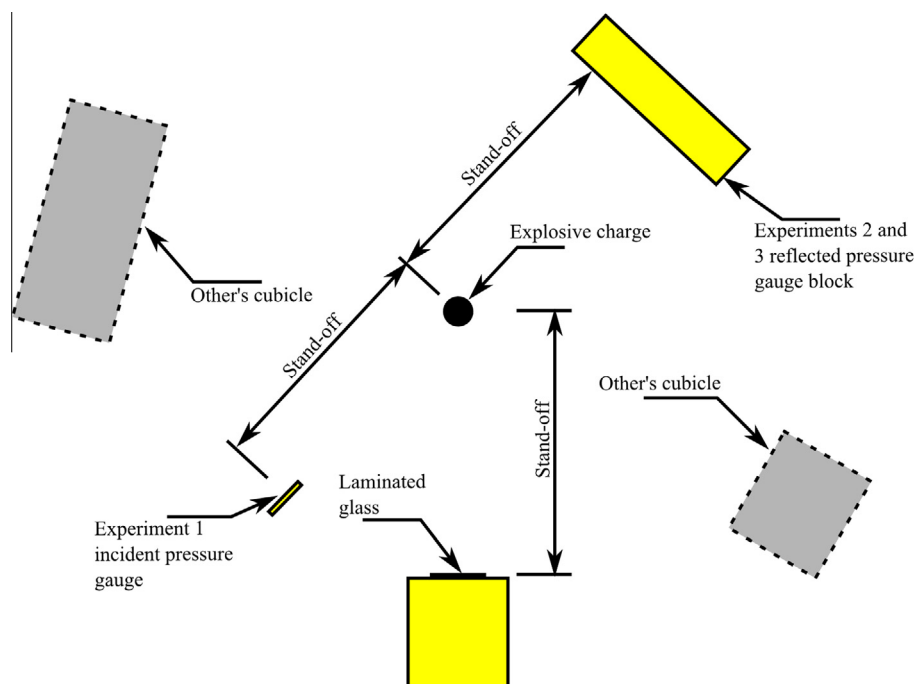 Stand-off
Explosive charge
Experiments 2 and
3 reflected pressure
gauge block
Other's cubicle
Stand-off
Other's cubicle
Stand-off
Laminated
glass
Experiment 1
incident pressure
gauge